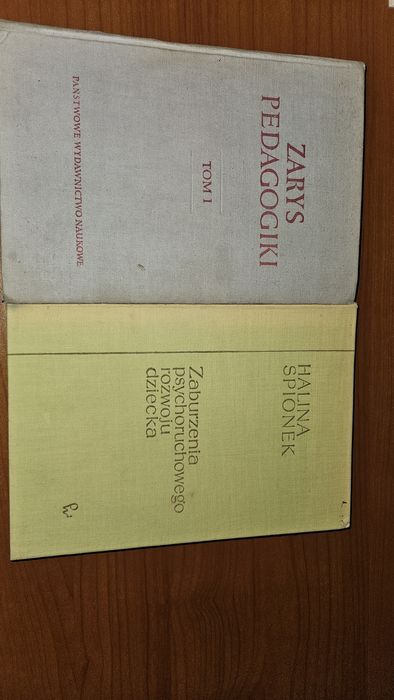 ZARYS
PEDAGOGIKI
TOM I
PAŃSTWOWE WYDAWNICTWO NAUKOWE
HALINA
SPIONEK
Zaburzenia
psychoruchowego
rozwoju
dziecka